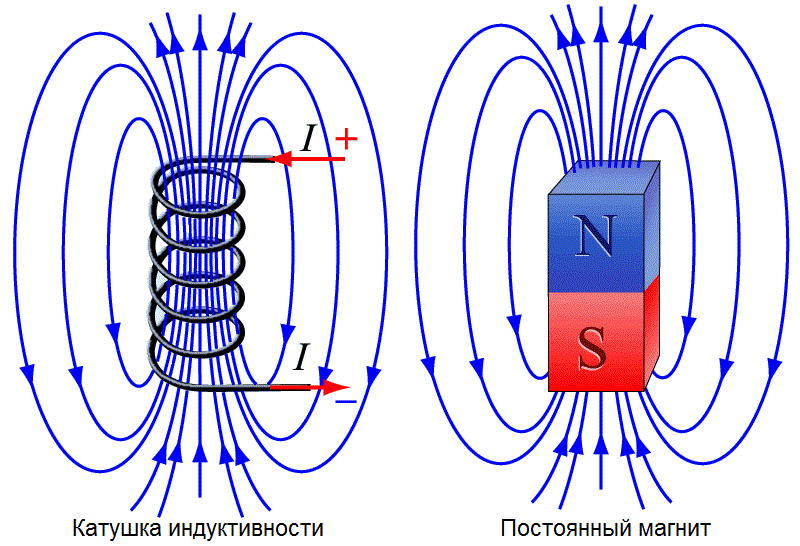 I +
N
S
I
–
Катушка индуктивности
Постоянный магнит